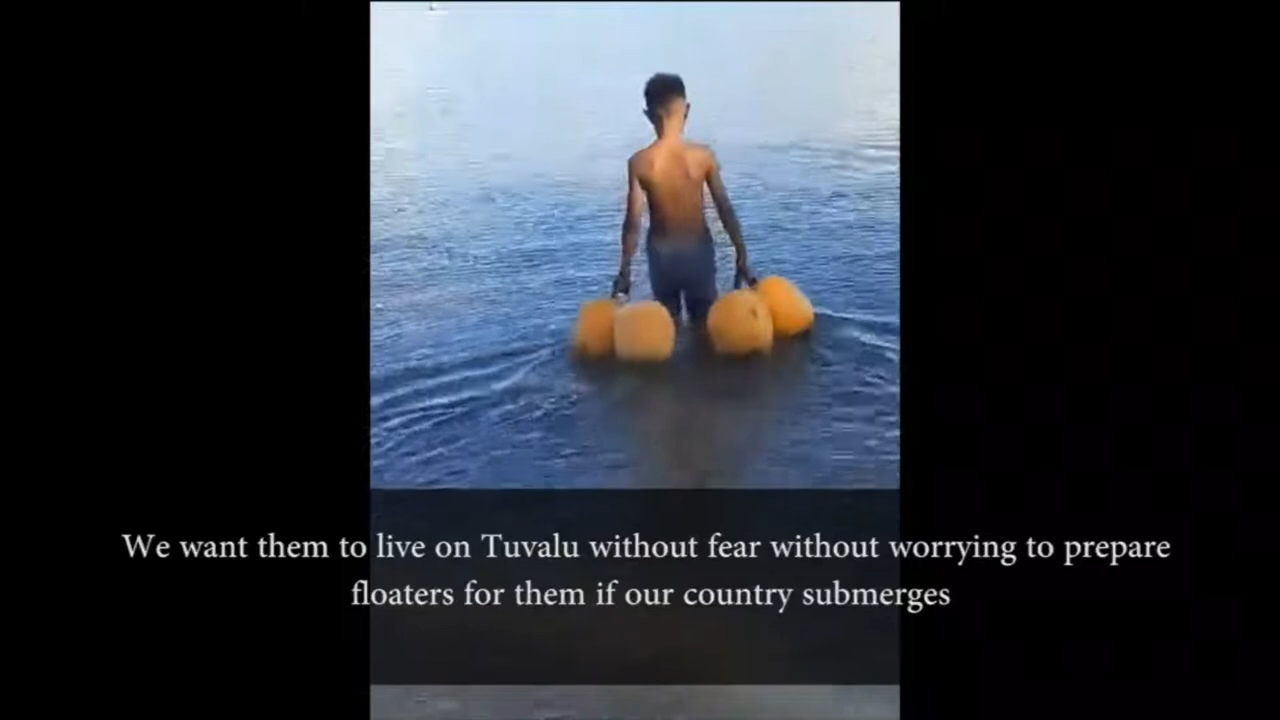 We want them to live on Tuvalu without fear without worrying to prepare
floaters for them if our country submerges